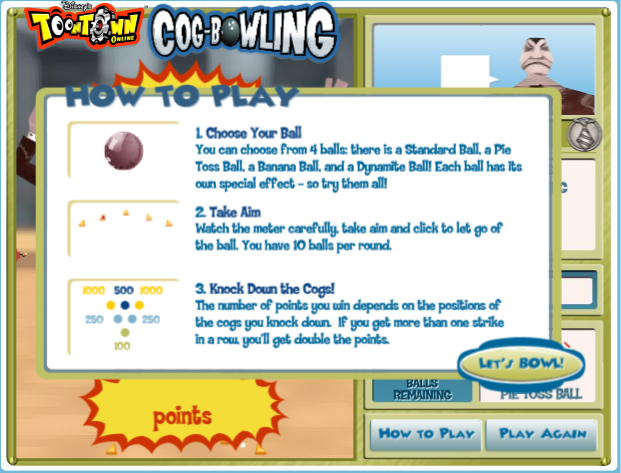 Disney's
TOONTOWN
ONLINE
COG-BOWLING
HOW TO PLAY
1. Choose Your Ball
You can choose from 4 balls: there is a Standard Ball, a Pie
Toss Ball, a Banana Ball, and a Dynamite Ball! Each ball has its
own special effect - so try them all!
2. Take Aim
Watch the meter carefully, take aim and click to let go of
the ball. You have 10 balls per round.
1000 500 1000
250 250
100
3. Knock Down the Cogs!
The number of points you win depends on the positions of
the cogs you knock down. If you get more than one strike
in a row, you'll get double the points.
LET'S BOWL!
points
BALLS
REMAINING
PIE TOSS BALL
HOW TO PLAY
PLAY AGAIN